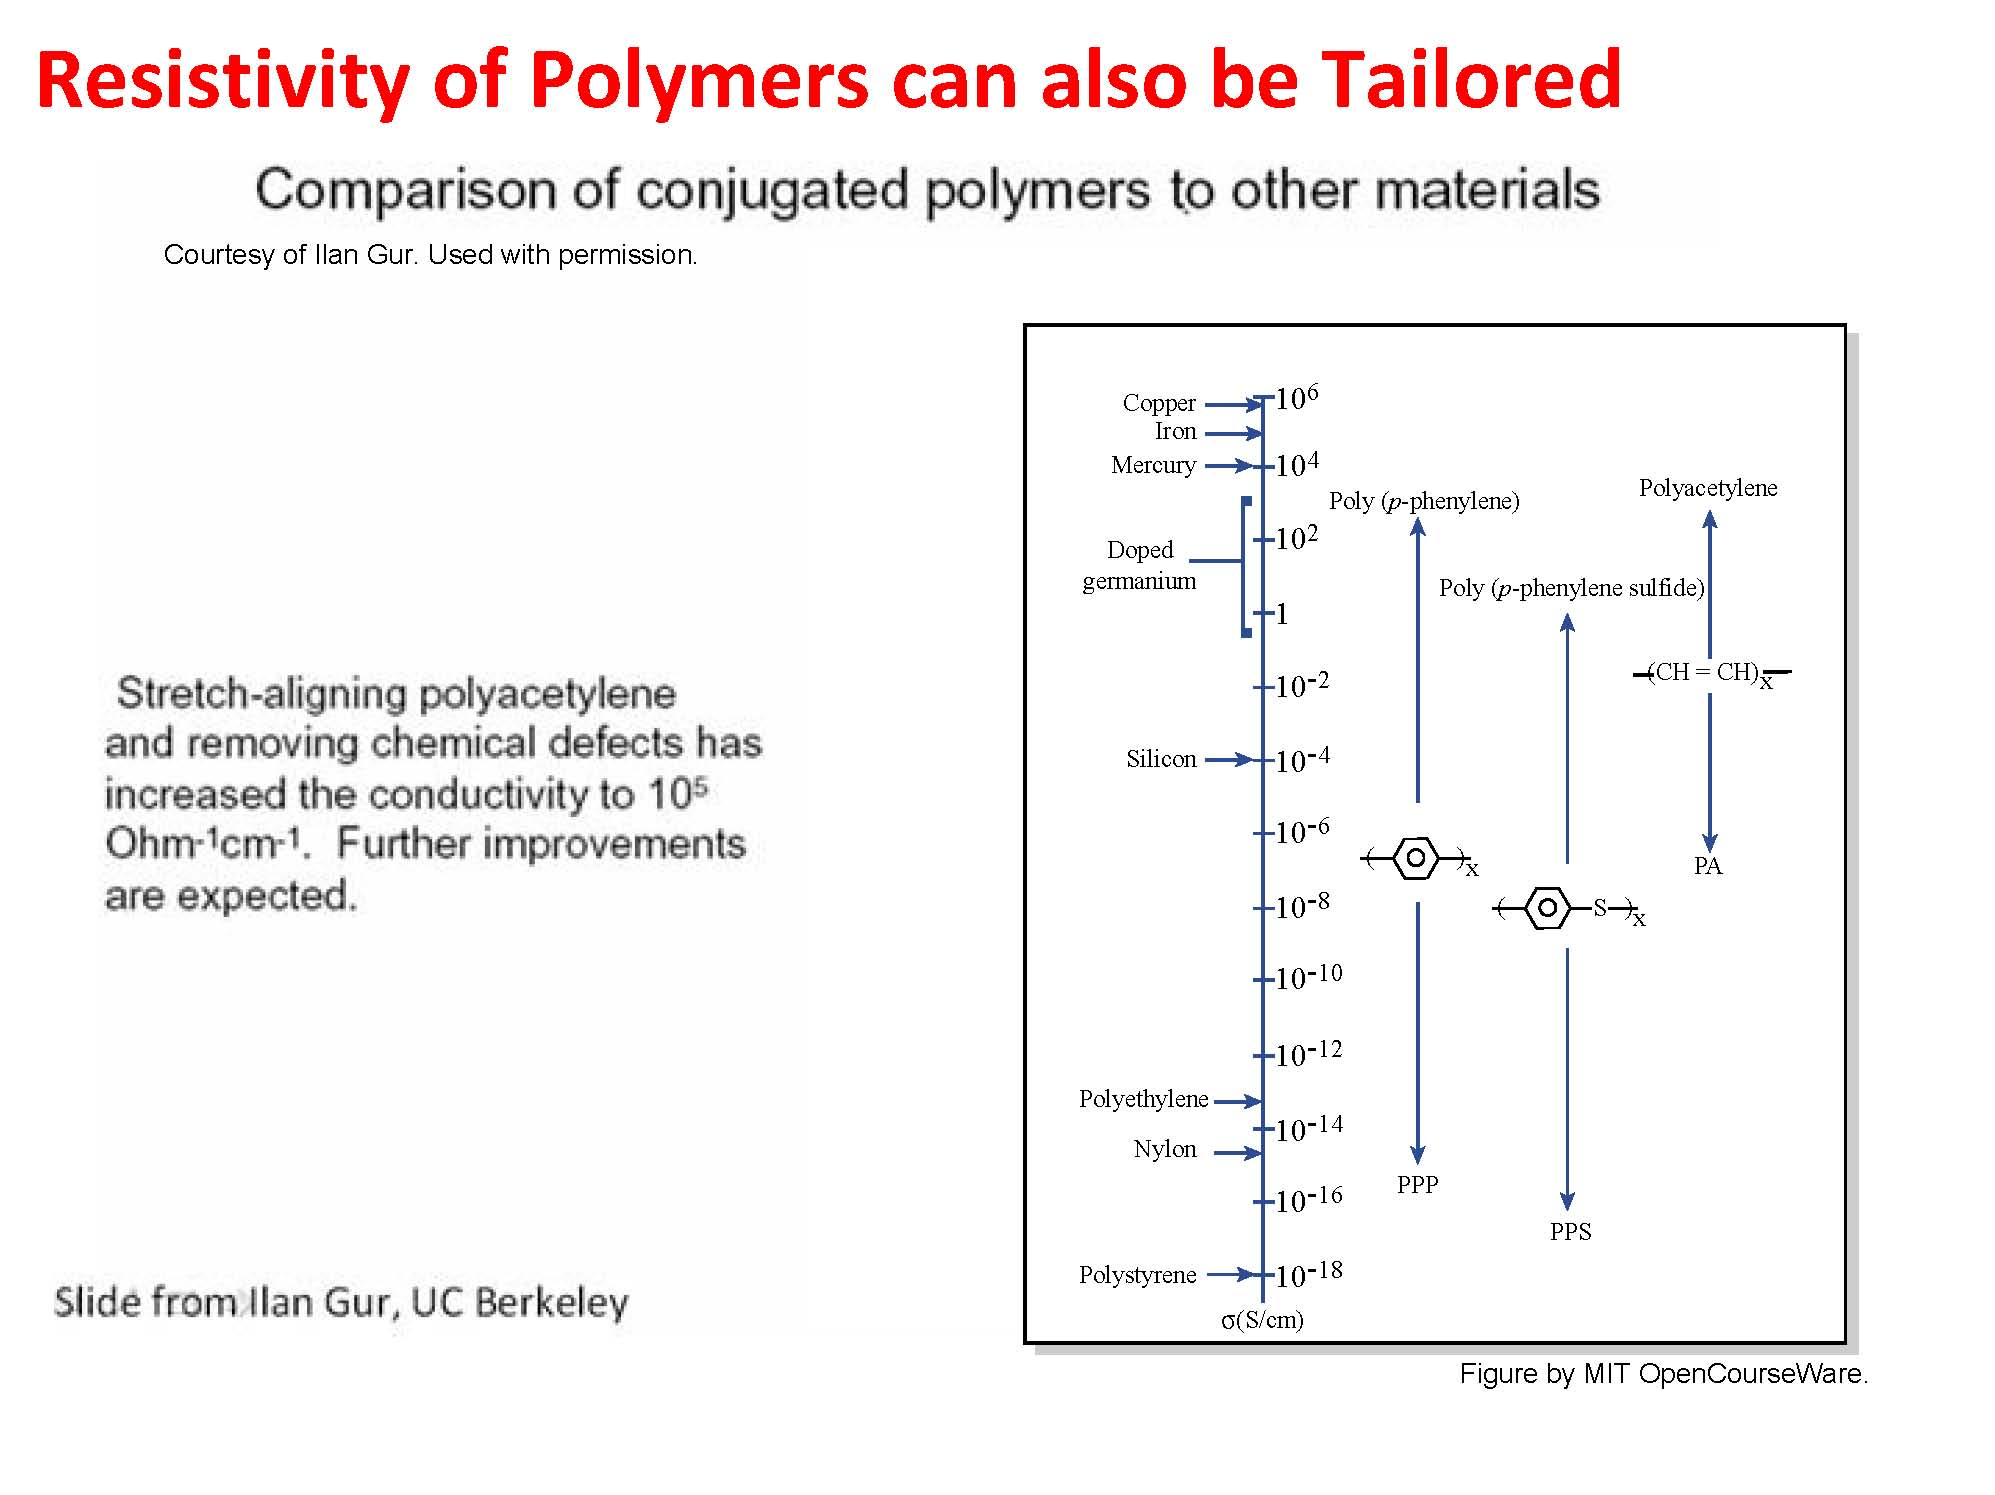 Resistivity of Polymers can also be Tailored
Comparison of conjugated polymers to other materials
Courtesy of Ilan Gur. Used with permission.
Stretch-aligning polyacetylene
and removing chemical defects has
increased the conductivity to 10⁵
Ohm-¹cm-¹. Further improvements
are expected.
Slide from Ilan Gur, UC Berkeley
Copper
Iron
Mercury
Doped
germanium
Silicon
Polyethylene
Nylon
Polystyrene
10⁶
10⁴
10²
1
10⁻²
10⁻⁴
10⁻⁶
10⁻⁸
10⁻¹⁰
10⁻¹²
10⁻¹⁴
10⁻¹⁶
10⁻¹⁸
σ(S/cm)
Poly (p-phenylene)
( )x
PPP
Poly (p-phenylene sulfide)
( S )x
PPS
Polyacetylene
(CH = CH)x
PA
Figure by MIT OpenCourseWare.